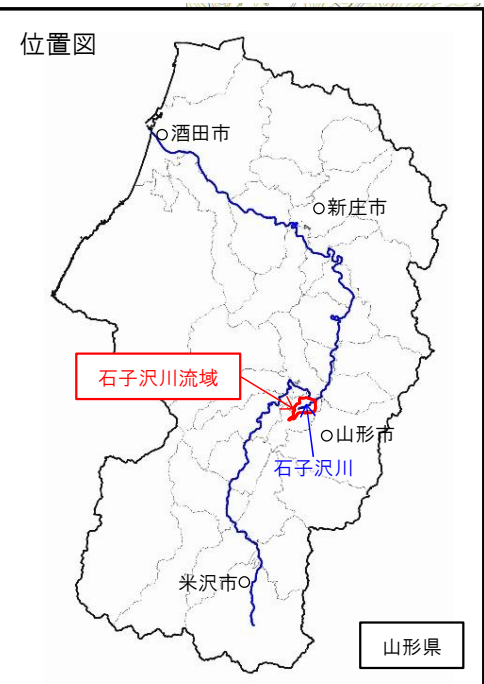 位置図
酒田市
新庄市
石子沢川流域
山形市
石子沢川
米沢市
山形県